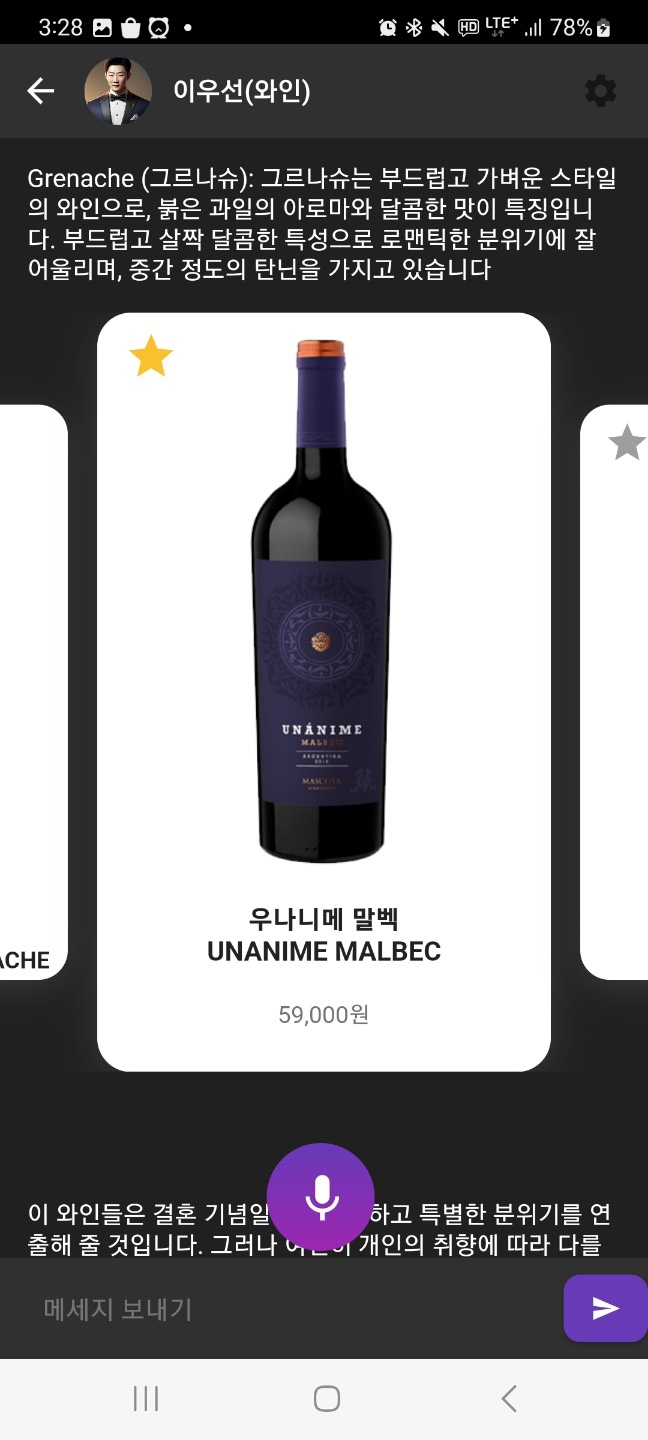 3:28
HD LTE+ 78%
이우선(와인)
Grenache (그르나슈): 그르나슈는 부드럽고 가벼운 스타일
의 와인으로, 붉은 과일의 아로마와 달콤한 맛이 특징입니
다. 부드럽고 살짝 달콤한 특성으로 로맨틱한 분위기에 잘
어울리며, 중간 정도의 탄닌을 가지고 있습니다
UNÁNIME
MALBEC
ARGENTINA
MASCOTA
ACHE
우나니메 말벡
UNANIME MALBEC
59,000원
이 와인들은 결혼 기념일 하고 특별한 분위기를 연
출해 줄 것입니다. 그러나 개인의 취향에 따라 다를
메세지 보내기